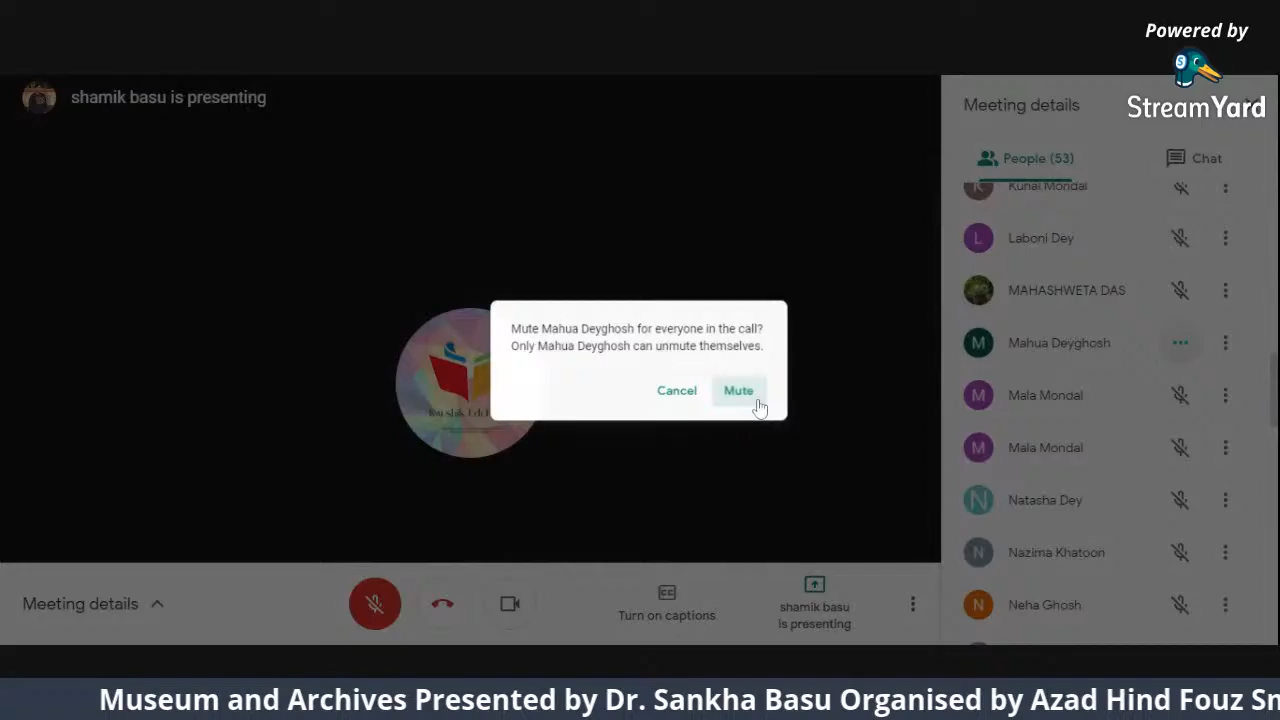 Powered by
StreamYard
shamik basu is presenting
Meeting details
People (53)
Chat
Kunal Mondal
Laboni Dey
MAHASHWETA DAS
Mute Mahua Deyghosh for everyone in the call?
Only Mahua Deyghosh can unmute themselves.
Cancel
Mute
M
Mahua Deyghosh
M
Mala Mondal
M
Mala Mondal
N
Natasha Dey
N
Nazima Khatoon
N
Neha Ghosh
L
Meeting details
CC
Turn on captions
shamik basu
is presenting
Museum and Archives Presented by Dr. Sankha Basu Organised by Azad Hind Fouz Sm